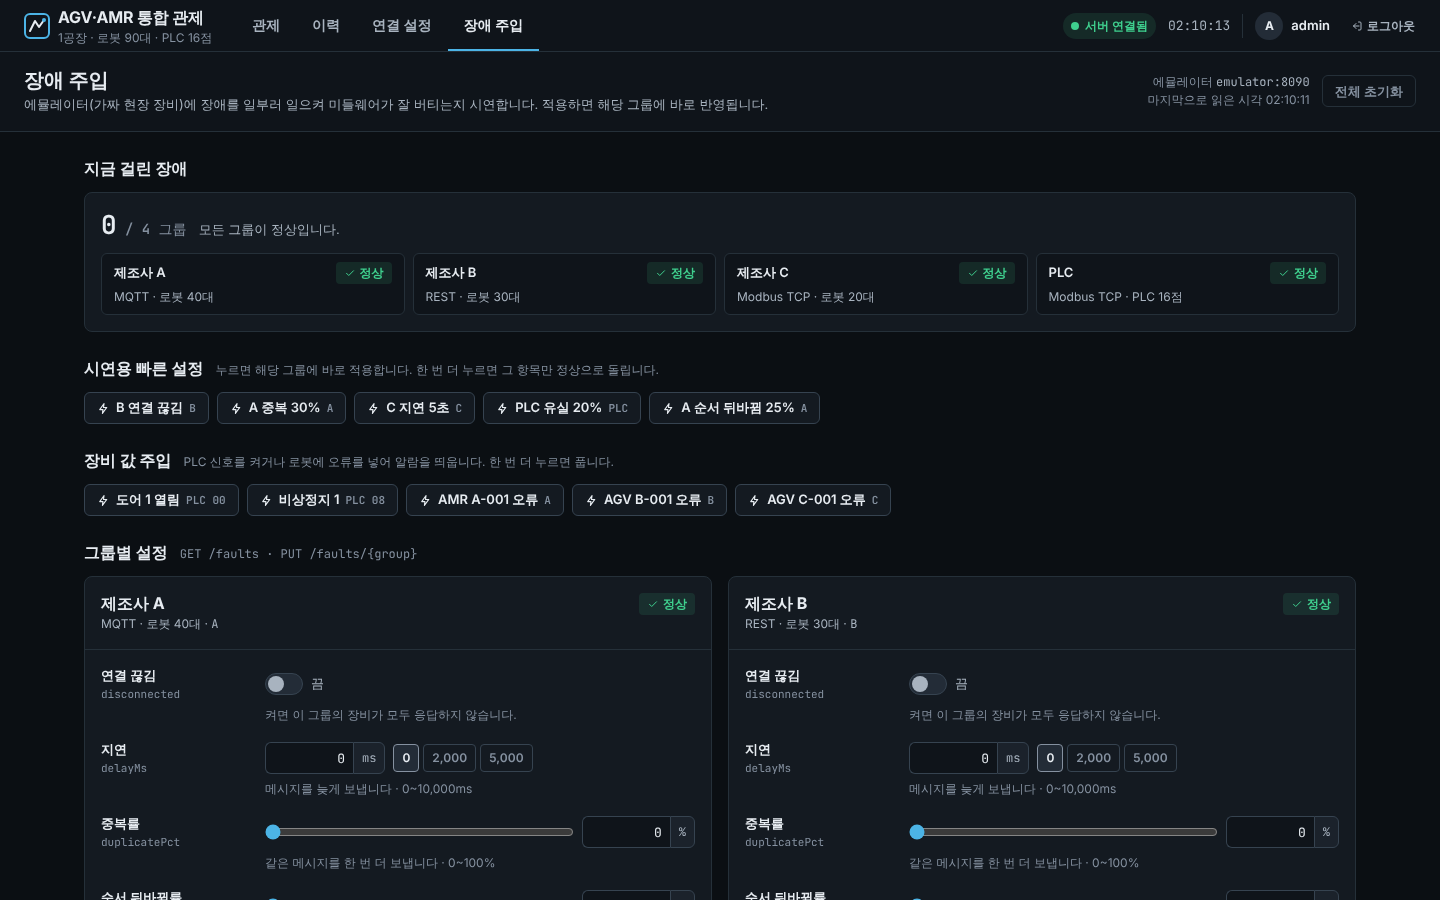 AGV·AMR 통합 관제
1공장 · 로봇 90대 · PLC 16점
관제 이력 연결 설정 장애 주입
서버 연결됨 02:10:13 A admin 로그아웃
장애 주입
에뮬레이터(가짜 현장 장비)에 장애를 일부러 일으켜 미들웨어가 잘 버티는지 시연합니다. 적용하면 해당 그룹에 바로 반영됩니다.
에뮬레이터 emulator:8090
마지막으로 읽은 시각 02:10:11
전체 초기화
지금 걸린 장애
0 / 4 그룹 모든 그룹이 정상입니다.
제조사 A 정상
MQTT · 로봇 40대
제조사 B 정상
REST · 로봇 30대
제조사 C 정상
Modbus TCP · 로봇 20대
PLC 정상
Modbus TCP · PLC 16점
시연용 빠른 설정 누르면 해당 그룹에 바로 적용합니다. 한 번 더 누르면 그 항목만 정상으로 돌립니다.
B 연결 끊김 B A 중복 30% A C 지연 5초 C PLC 유실 20% PLC A 순서 뒤바뀜 25% A
장비 값 주입 PLC 신호를 켜거나 로봇에 오류를 넣어 알람을 띄웁니다. 한 번 더 누르면 풉니다.
도어 1 열림 PLC 00 비상정지 1 PLC 08 AMR A-001 오류 A AGV B-001 오류 B AGV C-001 오류 C
그룹별 설정 GET /faults · PUT /faults/{group}
제조사 A 정상
MQTT · 로봇 40대 · A
연결 끊김
disconnected
끔
켜면 이 그룹의 장비가 모두 응답하지 않습니다.
지연
delayMs
0 ms 0 2,000 5,000
메시지를 늦게 보냅니다 · 0~10,000ms
중복률
duplicatePct
0 %
같은 메시지를 한 번 더 보냅니다 · 0~100%
순서 뒤바뀜률
제조사 B 정상
REST · 로봇 30대 · B
연결 끊김
disconnected
끔
켜면 이 그룹의 장비가 모두 응답하지 않습니다.
지연
delayMs
0 ms 0 2,000 5,000
메시지를 늦게 보냅니다 · 0~10,000ms
중복률
duplicatePct
0 %
같은 메시지를 한 번 더 보냅니다 · 0~100%
순서 뒤바뀜률